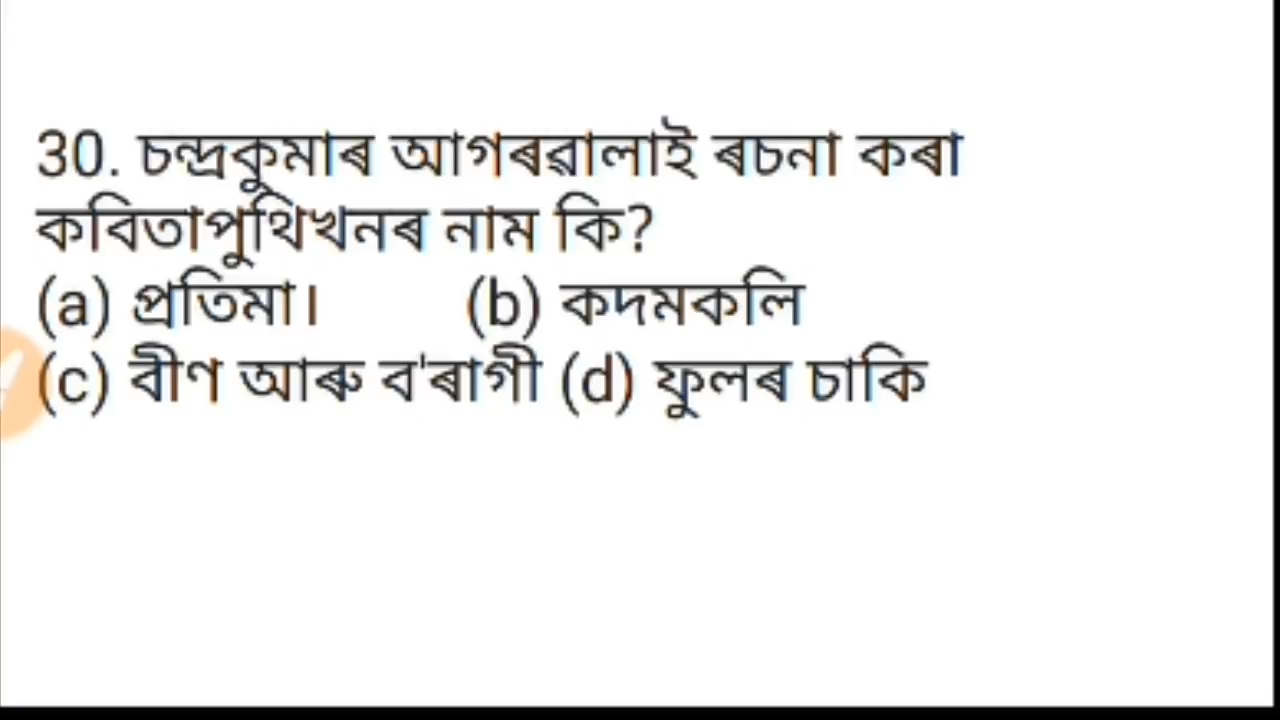 30. চন্দ্ৰকুমাৰ আগৰৱালাই ৰচনা কৰা
কবিতাপুথিখনৰ নাম কি?
(a) প্ৰতিমা। (b) কদমকলি
(c) বীণ আৰু ব'ৰাগী (d) ফুলৰ চাকি